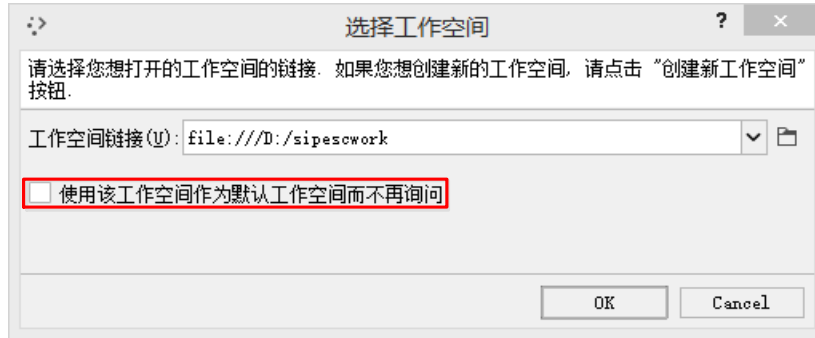 选择工作空间
?
请选择您想打开的工作空间的链接. 如果您想创建新的工作空间, 请点击 “创建新工作空间”
按钮.
工作空间链接(U): file:///D:/sipescwork
使用该工作空间作为默认工作空间而不再询问
OK Cancel